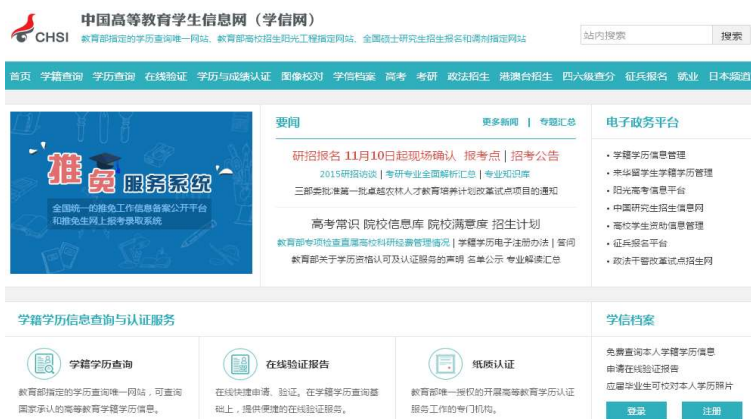 CHSI
中国高等教育学生信息网（学信网）
教育部指定的学历查询唯一网站、教育部高校招生阳光工程指定网站、全国硕士研究生招生报名和调剂指定网站
站内搜索
搜索
首页 学籍查询 学历查询 在线验证 学历与成绩认证 图像校对 学信档案 高考 考研 政法招生 港澳台招生 四六级查分 征兵报名 就业 日本频道
推免服务系统
全国统一的推免工作信息备案公开平台
和推免生网上报考录取系统
要闻
更多新闻 | 专题汇总
研招报名 11月10日起现场确认 报考点 | 招考公告
2015研招访谈 | 考研专业全面解析汇总 | 专业知识库
三部委批准第一批卓越农林人才教育培养计划改革试点项目的通知
高考常识 院校信息库 院校满意度 招生计划
教育部专项检查直属高校科研经费管理情况 | 学籍学历电子注册办法 | 答问
教育部关于学历资格认可及认证服务的声明 名单公示 专业解读汇总
电子政务平台
· 学籍学历信息管理
· 来华留学生学籍学历管理
· 阳光高考信息平台
· 中国研究生招生信息网
· 高校学生资助信息管理
· 征兵报名平台
· 政法干警改革试点招生网
学籍学历信息查询与认证服务
学籍学历查询
教育部指定的学历查询唯一网站，可查询
国家承认的高等教育学籍学历信息。
在线验证报告
在线快捷申请、验证。在学籍学历查询基
础上，提供便捷的在线验证服务。
纸质认证
教育部唯一授权的开展高等教育学历认证
服务工作的专门机构。
学信档案
免费查询本人学籍学历信息
申请在线验证报告
应届毕业生可校对本人学历照片
登录
注册